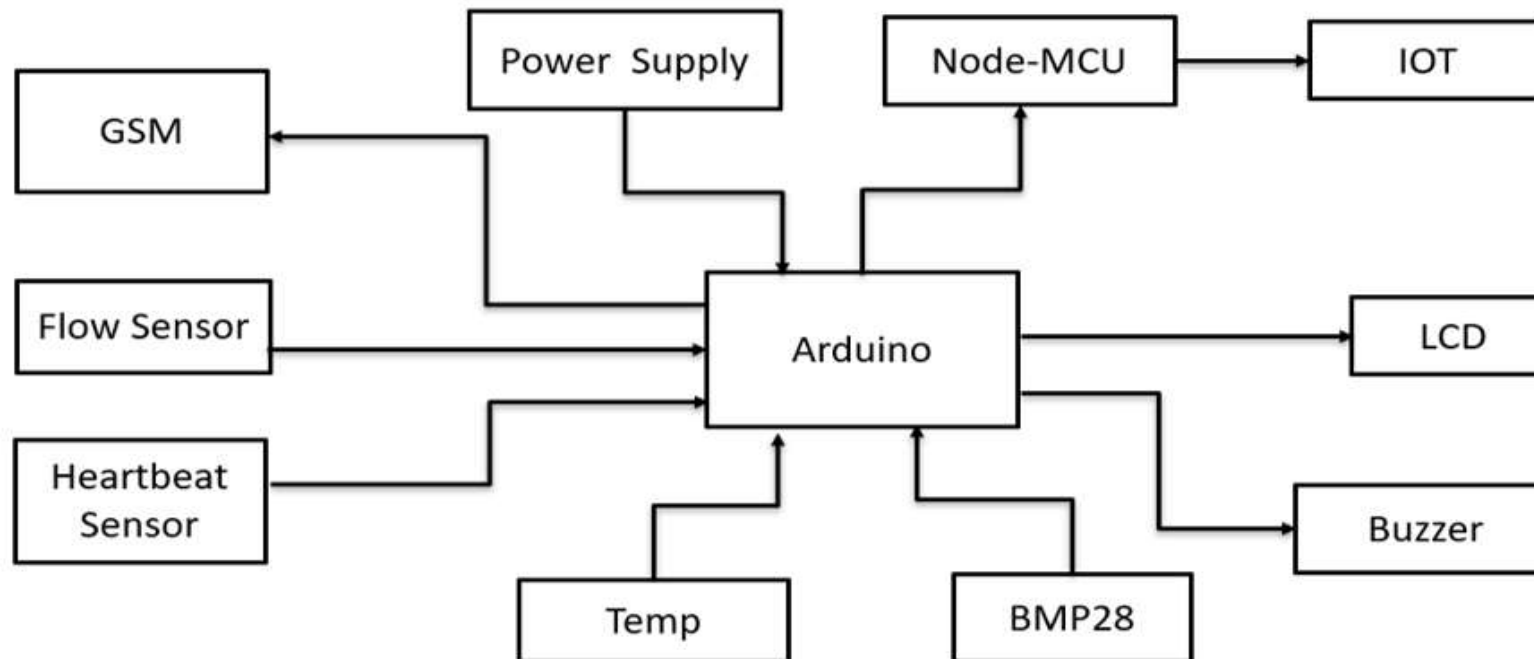 Power Supply
Node-MCU
IOT
GSM
Flow Sensor
Arduino
LCD
Heartbeat
Sensor
Buzzer
Temp
BMP28